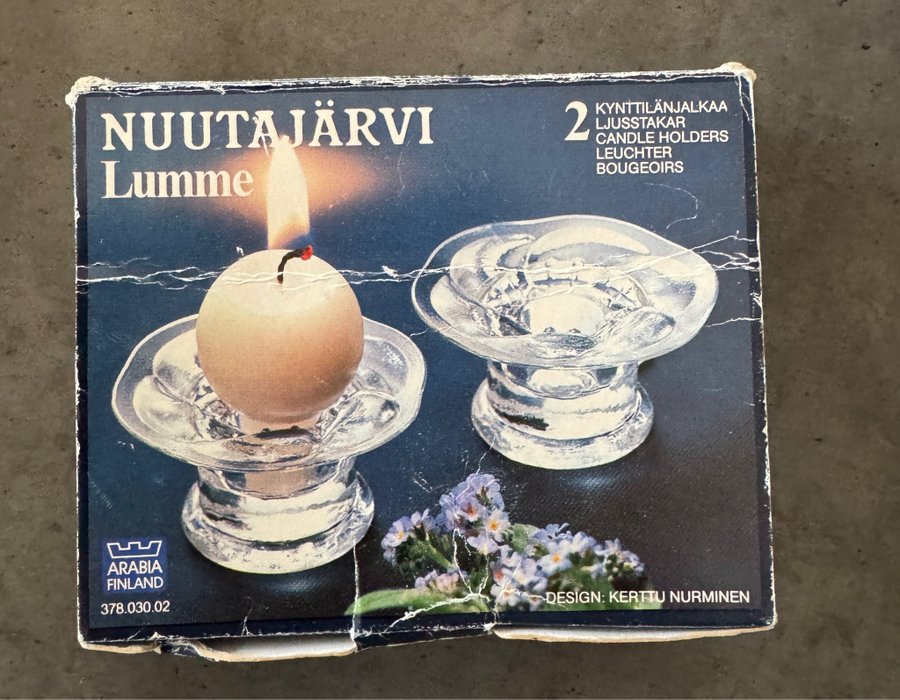 NUUTAJÄRVI
Lumme
2
KYNTTILÄNJALKAA
LJUSSTAKAR
CANDLE HOLDERS
LEUCHTER
BOUGEOIRS
ARABIA
FINLAND
378.030.02
DESIGN: KERTTU NURMINEN